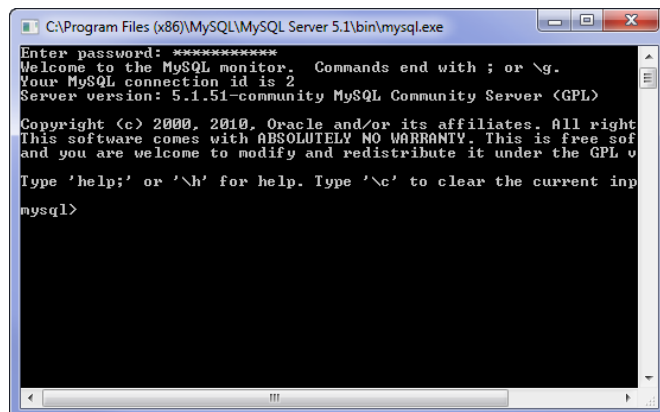 C:\Program Files (x86)\MySQL\MySQL Server 5.1\bin\mysql.exe
Enter password: ***********
Welcome to the MySQL monitor.  Commands end with ; or \g.
Your MySQL connection id is 2
Server version: 5.1.51-community MySQL Community Server (GPL)
Copyright (c) 2000, 2010, Oracle and/or its affiliates. All right
This software comes with ABSOLUTELY NO WARRANTY. This is free sof
and you are welcome to modify and redistribute it under the GPL v
Type 'help;' or '\h' for help. Type '\c' to clear the current inp
mysql>